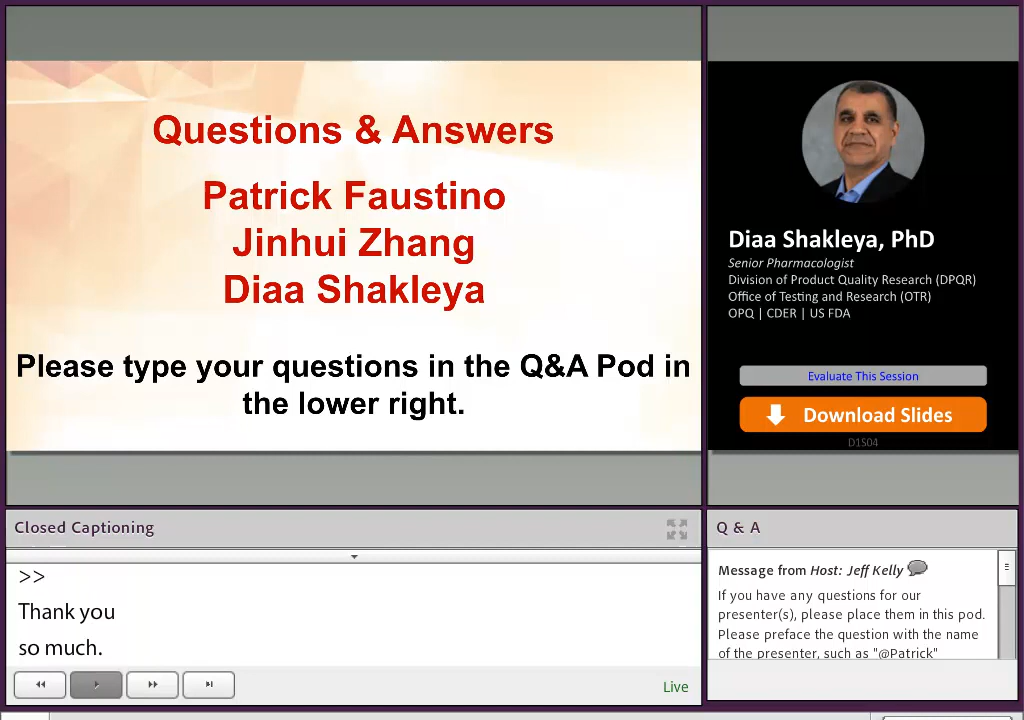 Questions & Answers
Patrick Faustino
Jinhui Zhang
Diaa Shakleya
Please type your questions in the Q&A Pod in
the lower right.
Diaa Shakleya, PhD
Senior Pharmacologist
Division of Product Quality Research (DPQR)
Office of Testing and Research (OTR)
OPQ | CDER | US FDA
Evaluate This Session
Download Slides
D1S04
Closed Captioning
>>
Thank you
so much.
Live
Q & A
Message from Host: Jeff Kelly
If you have any questions for our
presenter(s), please place them in this pod.
Please preface the question with the name
of the presenter, such as "@Patrick"